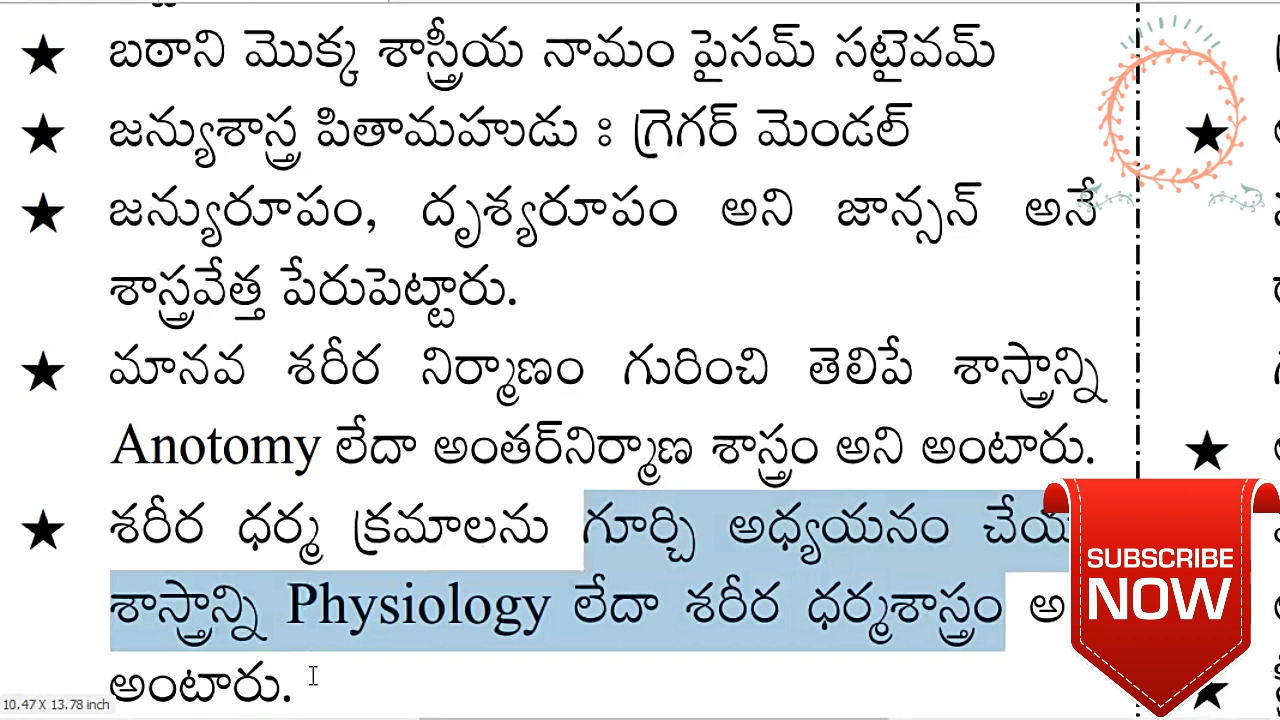 బఠాని మొక్క శాస్త్రీయ నామం పైసమ్ సటైవమ్
జన్యుశాస్త్ర పితామహుడు : గ్రెగర్ మెండల్
జన్యురూపం, దృశ్యరూపం అని జాన్సన్ అనే
శాస్త్రవేత్త పేరుపెట్టారు.
మానవ శరీర నిర్మాణం గురించి తెలిపే శాస్త్రాన్ని
Anotomy లేదా అంతర్‌నిర్మాణ శాస్త్రం అని అంటారు.
శరీర ధర్మ క్రమాలను గూర్చి అధ్యయనం
శాస్త్రాన్ని Physiology లేదా శరీర ధర్మశాస్త్రం
అంటారు.
SUBSCRIBE
NOW
10.47 X 13.78 inch